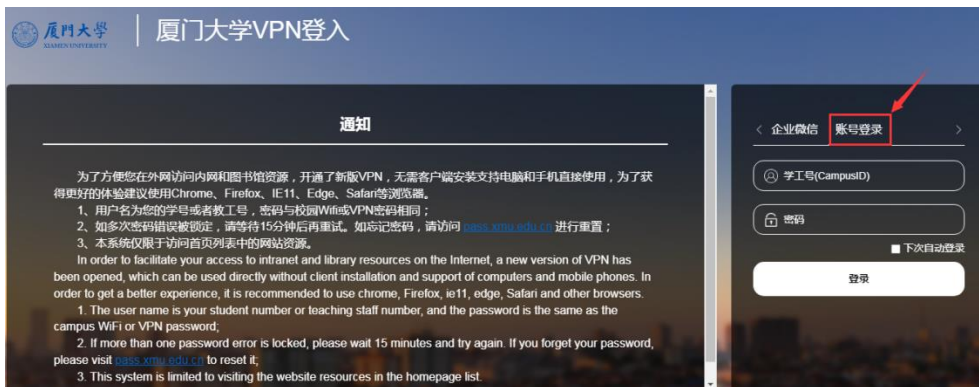 厦門大學
XIAMEN UNIVERSITY
厦门大学VPN登入
通知
为了方便您在外网访问内网和图书馆资源，开通了新版VPN，无需客户端安装支持电脑和手机直接使用，为了获
得更好的体验建议使用Chrome、Firefox、IE11、Edge、Safari等浏览器。
1、用户名为您的学号或者教工号，密码与校园Wifi或VPN密码相同；
2、如多次密码错误被锁定，请等待15分钟后再重试。如忘记密码，请访问 pass.xmu.edu.cn 进行重置；
3、本系统仅限于访问首页列表中的网站资源。
In order to facilitate your access to intranet and library resources on the Internet, a new version of VPN has
been opened, which can be used directly without client installation and support of computers and mobile phones. In
order to get a better experience, it is recommended to use chrome, Firefox, ie11, edge, Safari and other browsers.
1. The user name is your student number or teaching staff number, and the password is the same as the
campus WiFi or VPN password;
2. If more than one password error is locked, please wait 15 minutes and try again. If you forget your password,
please visit pass.xmu.edu.cn to reset it;
3. This system is limited to visiting the website resources in the homepage list.
企业微信 账号登录
学工号(CampusID)
密码
下次自动登录
登录